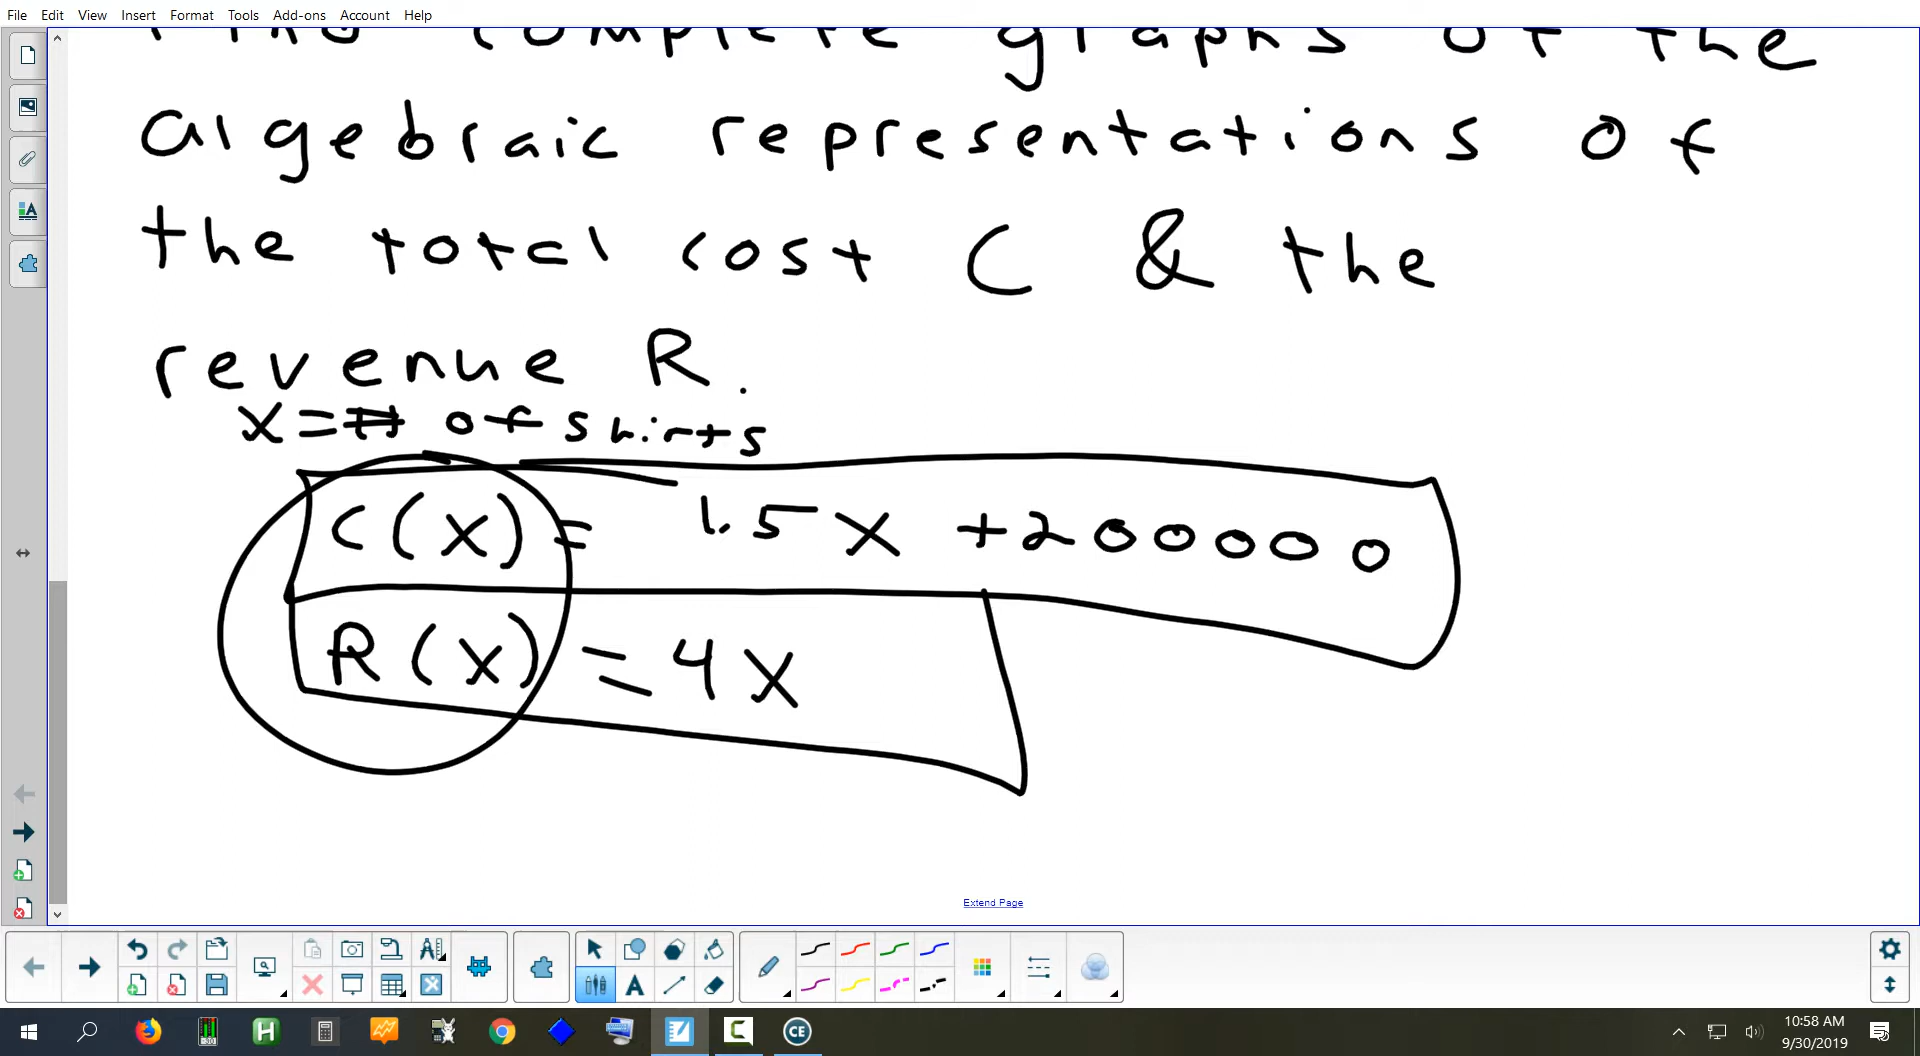 File Edit View Insert Format Tools Add-ons Account Help
complete graphs of the
algebraic representations of
the total cost C & the
revenue R.
x = # of shirts
C(x) = 1.5x + 200000
R(x) = 4x
Extend Page
10:58 AM
9/30/2019